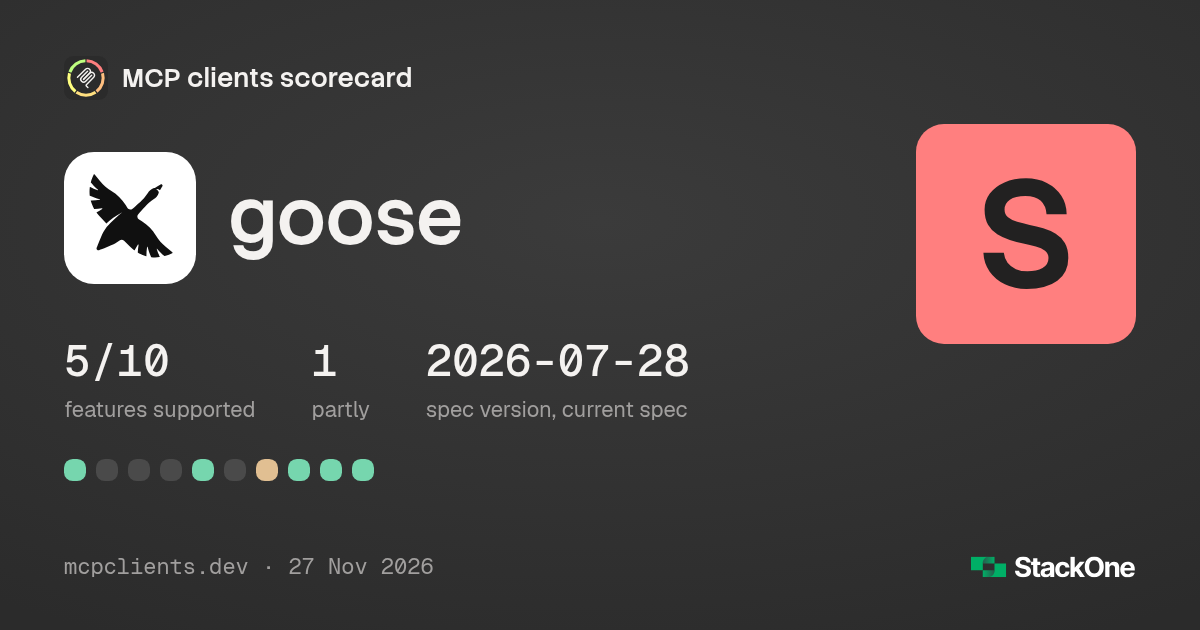 MCP clients scorecard
goose
S
5/10
features supported
1
partly
2026-07-28
spec version, current spec
mcpclients.dev · 27 Nov 2026
StackOne